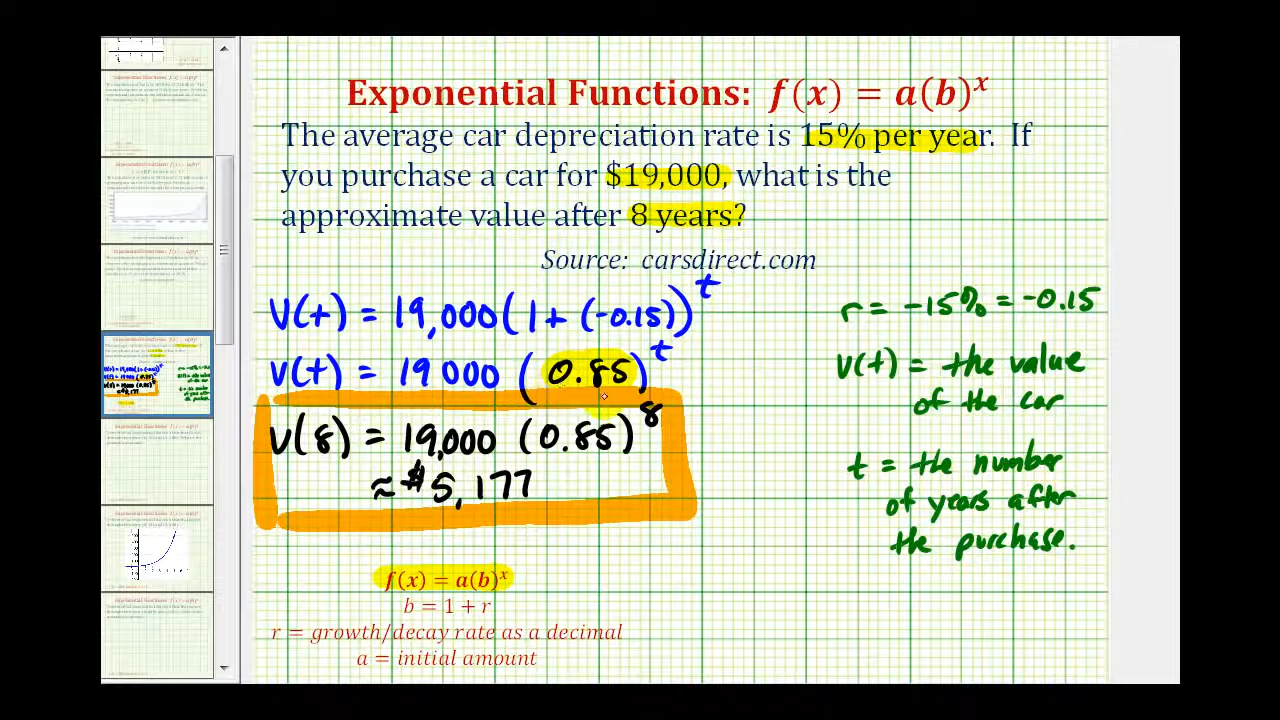 Exponential Functions: f(x) = a(b)^x
The average car depreciation rate is 15% per year. If
you purchase a car for $19,000, what is the
approximate value after 8 years?
Source: carsdirect.com
V(t) = 19,000(1 + (-0.15))^t
V(t) = 19 000 (0.85)^t
V(8) = 19,000 (0.85)^8
≈ $5,177
r = -15% = -0.15
V(t) = the value
of the car
t = the number
of years after
the purchase.
f(x) = a(b)^x
b = 1 + r
r = growth/decay rate as a decimal
a = initial amount